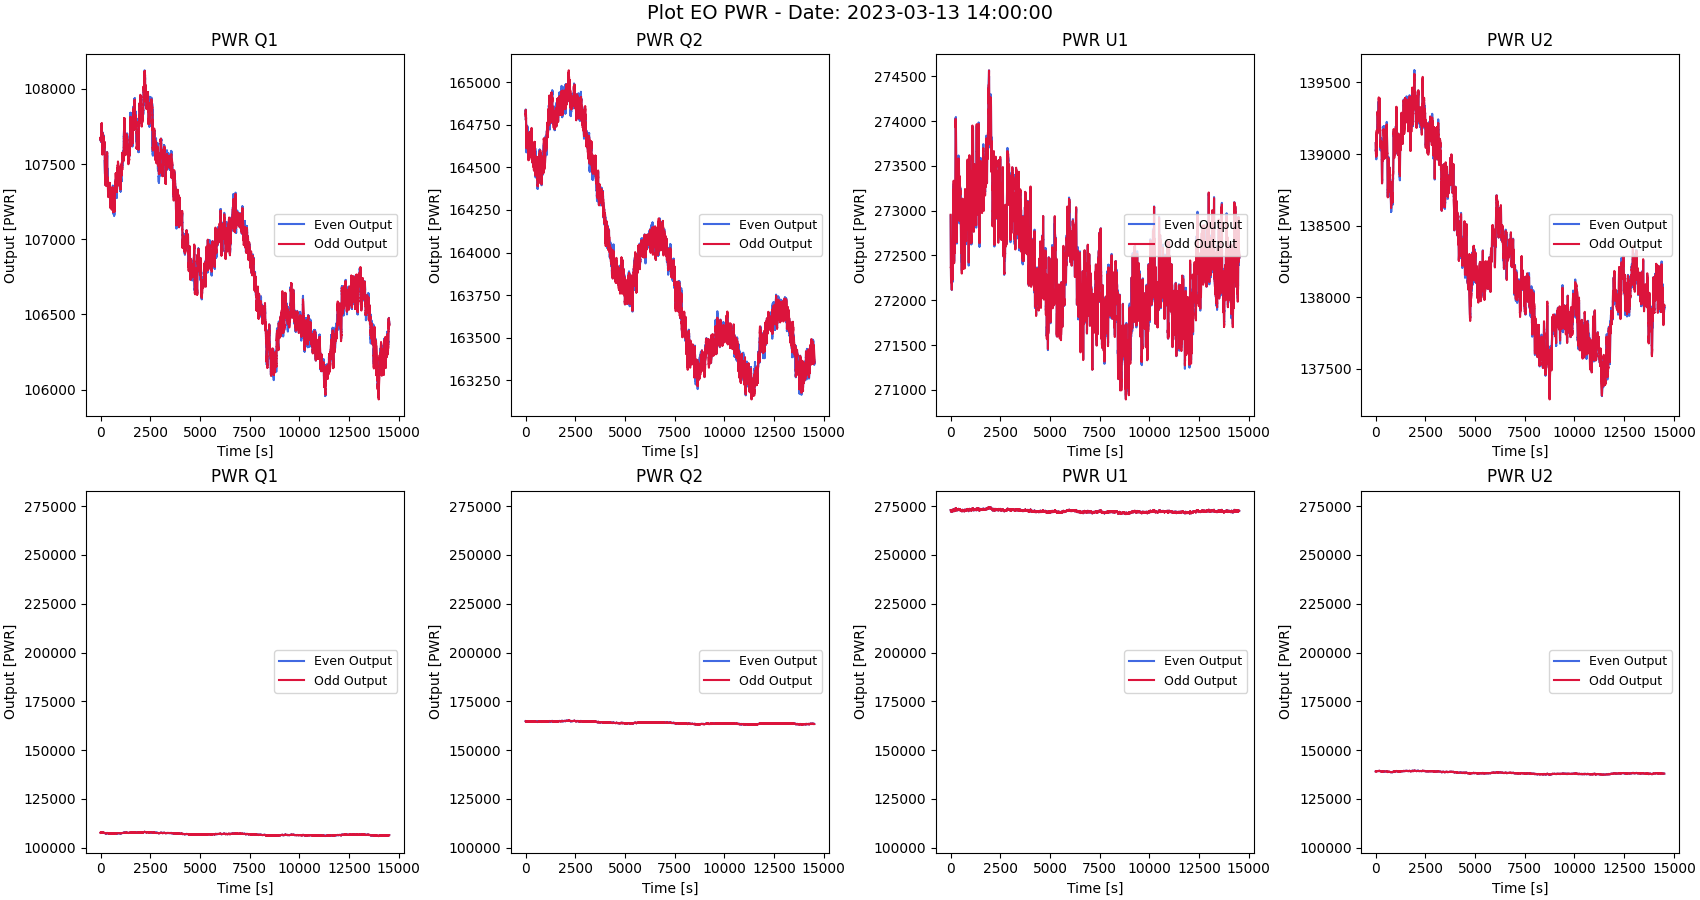 Plot EO PWR - Date: 2023-03-13 14:00:00
PWR Q1
Output [PWR]
108000
107500
107000
106500
106000
Even Output
Odd Output
0 2500 5000 7500 10000 12500 15000
Time [s]
PWR Q2
Output [PWR]
165000
164750
164500
164250
164000
163750
163500
163250
Even Output
Odd Output
0 2500 5000 7500 10000 12500 15000
Time [s]
PWR U1
Output [PWR]
274500
274000
273500
273000
272500
272000
271500
271000
Even Output
Odd Output
0 2500 5000 7500 10000 12500 15000
Time [s]
PWR U2
Output [PWR]
139500
139000
138500
138000
137500
Even Output
Odd Output
0 2500 5000 7500 10000 12500 15000
Time [s]
PWR Q1
Output [PWR]
275000
250000
225000
200000
175000
150000
125000
100000
Even Output
Odd Output
0 2500 5000 7500 10000 12500 15000
Time [s]
PWR Q2
Output [PWR]
275000
250000
225000
200000
175000
150000
125000
100000
Even Output
Odd Output
0 2500 5000 7500 10000 12500 15000
Time [s]
PWR U1
Output [PWR]
275000
250000
225000
200000
175000
150000
125000
100000
Even Output
Odd Output
0 2500 5000 7500 10000 12500 15000
Time [s]
PWR U2
Output [PWR]
275000
250000
225000
200000
175000
150000
125000
100000
Even Output
Odd Output
0 2500 5000 7500 10000 12500 15000
Time [s]